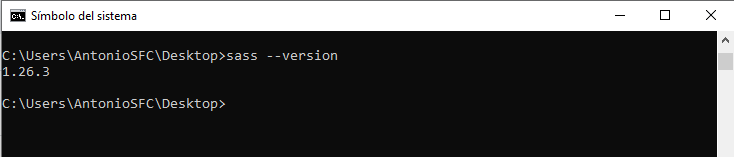 Símbolo del sistema
C:\Users\AntonioSFC\Desktop>sass --version
1.26.3
C:\Users\AntonioSFC\Desktop>